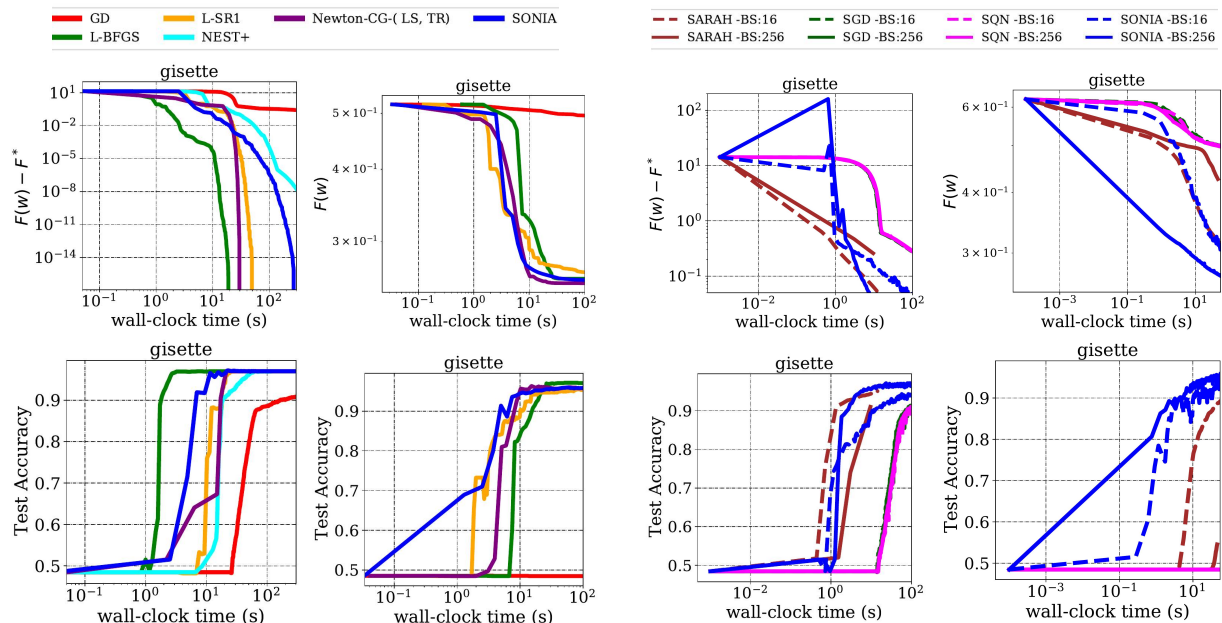 GD L-SR1 Newton-CG-( LS, TR) SONIA
L-BFGS NEST+
SARAH -BS:16 SGD -BS:16 SQN -BS:16 SONIA -BS:16
SARAH -BS:256 SGD -BS:256 SQN -BS:256 SONIA -BS:256
gisette
F(w) − F*
10^1
10^−2
10^−5
10^−8
10^−11
10^−14
10^−1 10^0 10^1 10^2
wall-clock time (s)
gisette
F(w)
5 × 10^−1
4 × 10^−1
3 × 10^−1
10^−1 10^0 10^1 10^2
wall-clock time (s)
gisette
F(w) − F*
10^2
10^1
10^0
10^−1
10^−2 10^0 10^2
wall-clock time (s)
gisette
F(w)
6 × 10^−1
4 × 10^−1
3 × 10^−1
10^−3 10^−1 10^1
wall-clock time (s)
gisette
Test Accuracy
0.9
0.8
0.7
0.6
0.5
10^−1 10^0 10^1 10^2
wall-clock time (s)
gisette
Test Accuracy
0.9
0.8
0.7
0.6
0.5
10^−1 10^0 10^1 10^2
wall-clock time (s)
gisette
Test Accuracy
0.9
0.8
0.7
0.6
0.5
10^−2 10^0 10^2
wall-clock time (s)
gisette
Test Accuracy
0.9
0.8
0.7
0.6
0.5
10^−3 10^−1 10^1
wall-clock time (s)